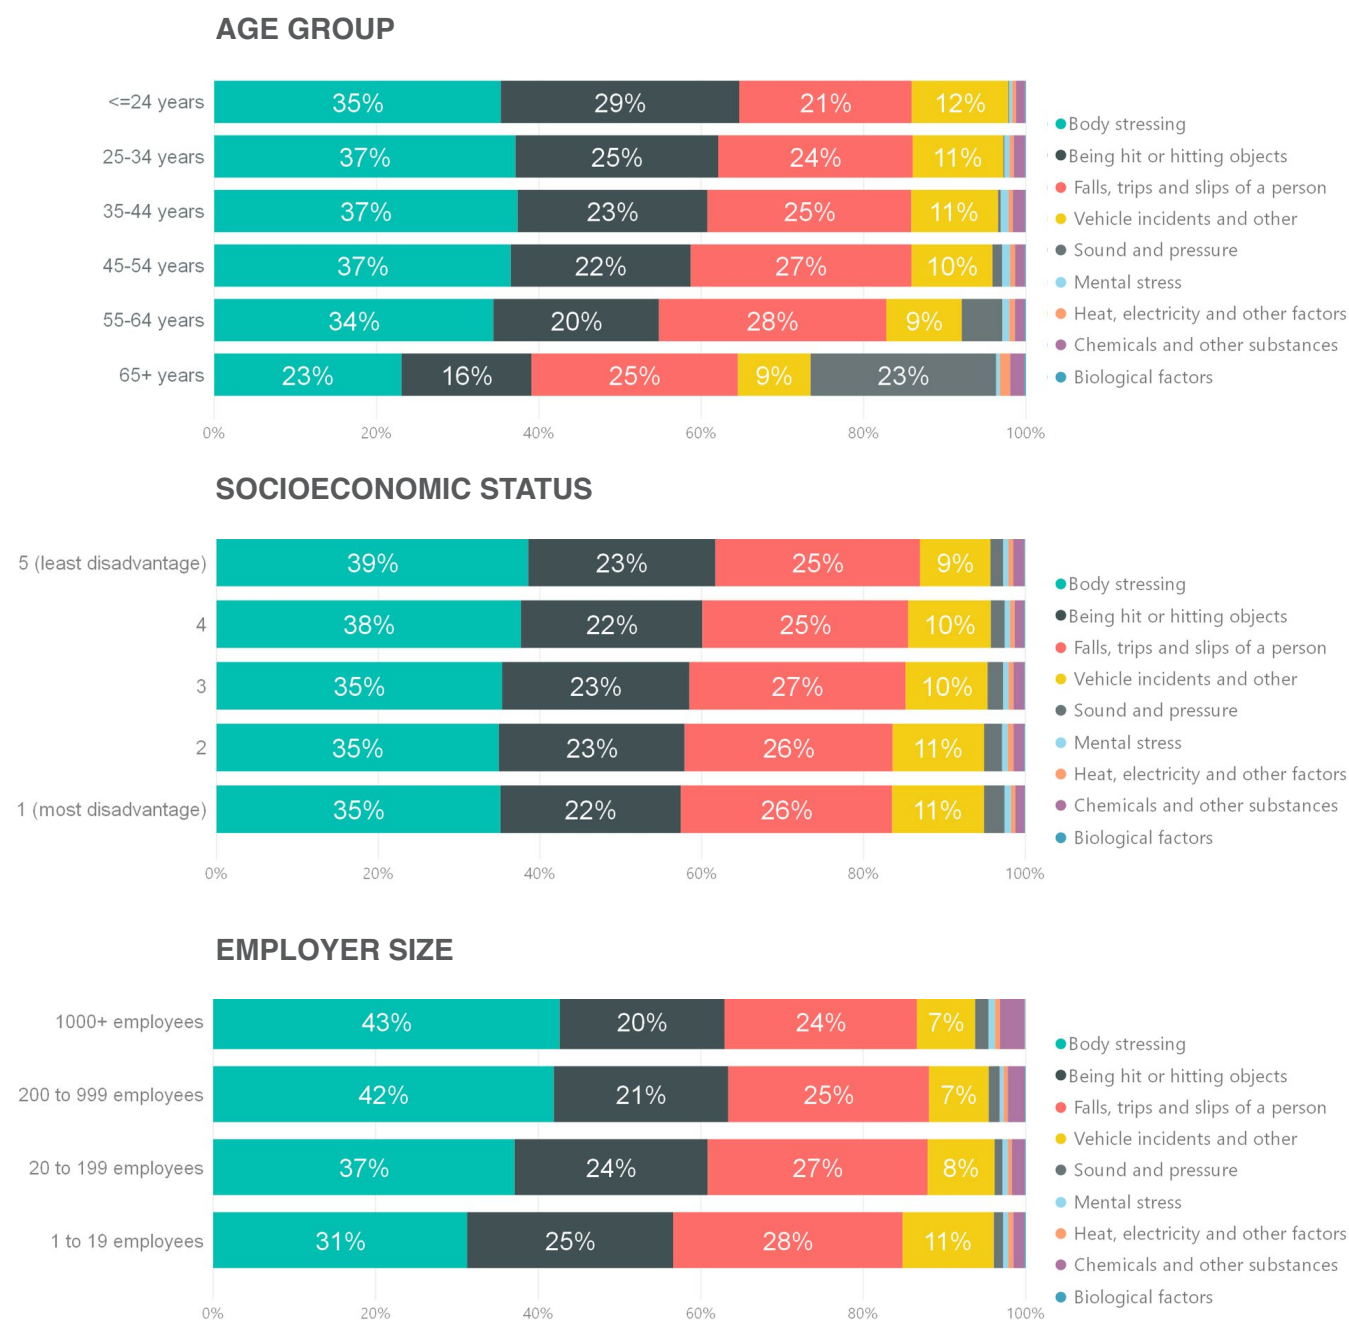 AGE GROUP
<=24 years 35% 29% 21% 12%
25-34 years 37% 25% 24% 11%
35-44 years 37% 23% 25% 11%
45-54 years 37% 22% 27% 10%
55-64 years 34% 20% 28% 9%
65+ years 23% 16% 25% 9% 23%
0% 20% 40% 60% 80% 100%
Body stressing
Being hit or hitting objects
Falls, trips and slips of a person
Vehicle incidents and other
Sound and pressure
Mental stress
Heat, electricity and other factors
Chemicals and other substances
Biological factors
SOCIOECONOMIC STATUS
5 (least disadvantage) 39% 23% 25% 9%
4 38% 22% 25% 10%
3 35% 23% 27% 10%
2 35% 23% 26% 11%
1 (most disadvantage) 35% 22% 26% 11%
0% 20% 40% 60% 80% 100%
Body stressing
Being hit or hitting objects
Falls, trips and slips of a person
Vehicle incidents and other
Sound and pressure
Mental stress
Heat, electricity and other factors
Chemicals and other substances
Biological factors
EMPLOYER SIZE
1000+ employees 43% 20% 24% 7%
200 to 999 employees 42% 21% 25% 7%
20 to 199 employees 37% 24% 27% 8%
1 to 19 employees 31% 25% 28% 11%
0% 20% 40% 60% 80% 100%
Body stressing
Being hit or hitting objects
Falls, trips and slips of a person
Vehicle incidents and other
Sound and pressure
Mental stress
Heat, electricity and other factors
Chemicals and other substances
Biological factors